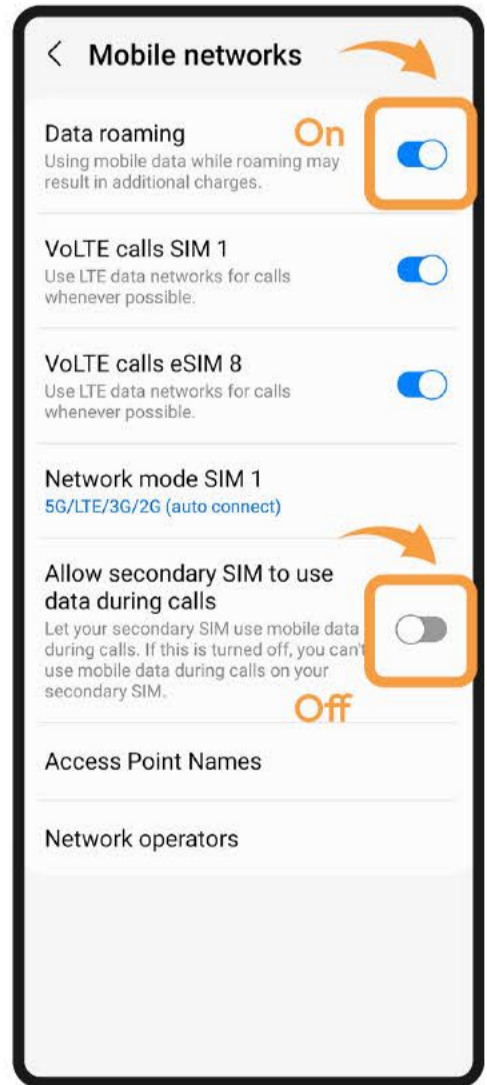 Mobile networks
Data roaming
On
Using mobile data while roaming may
result in additional charges.
VoLTE calls SIM 1
Use LTE data networks for calls
whenever possible.
VoLTE calls eSIM 8
Use LTE data networks for calls
whenever possible.
Network mode SIM 1
5G/LTE/3G/2G (auto connect)
Allow secondary SIM to use
data during calls
Let your secondary SIM use mobile data
during calls. If this is turned off, you can't
use mobile data during calls on your
secondary SIM.
Off
Access Point Names
Network operators